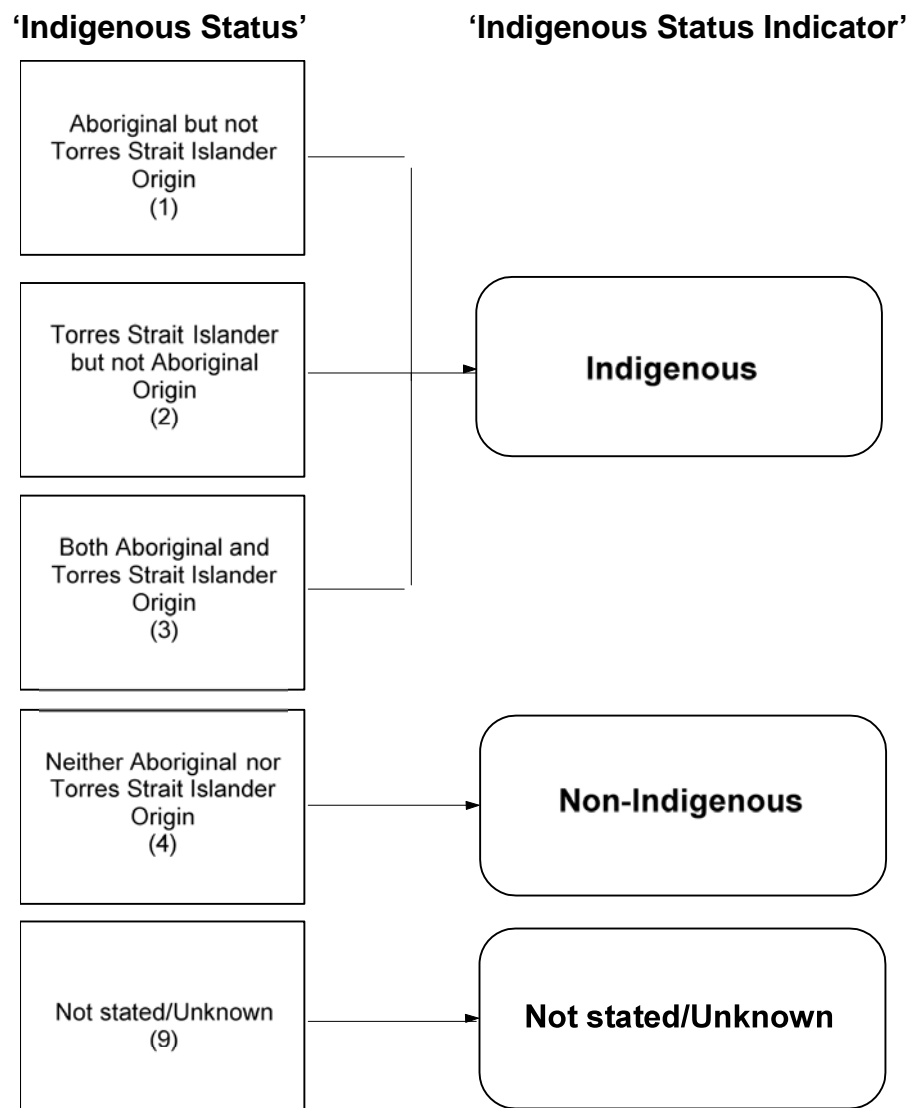 ‘Indigenous Status’
‘Indigenous Status Indicator’
Aboriginal but not
Torres Strait Islander
Origin
(1)
Torres Strait Islander
but not Aboriginal
Origin
(2)
Indigenous
Both Aboriginal and
Torres Strait Islander
Origin
(3)
Neither Aboriginal nor
Torres Strait Islander
Origin
(4)
Non-Indigenous
Not stated/Unknown
(9)
Not stated/Unknown